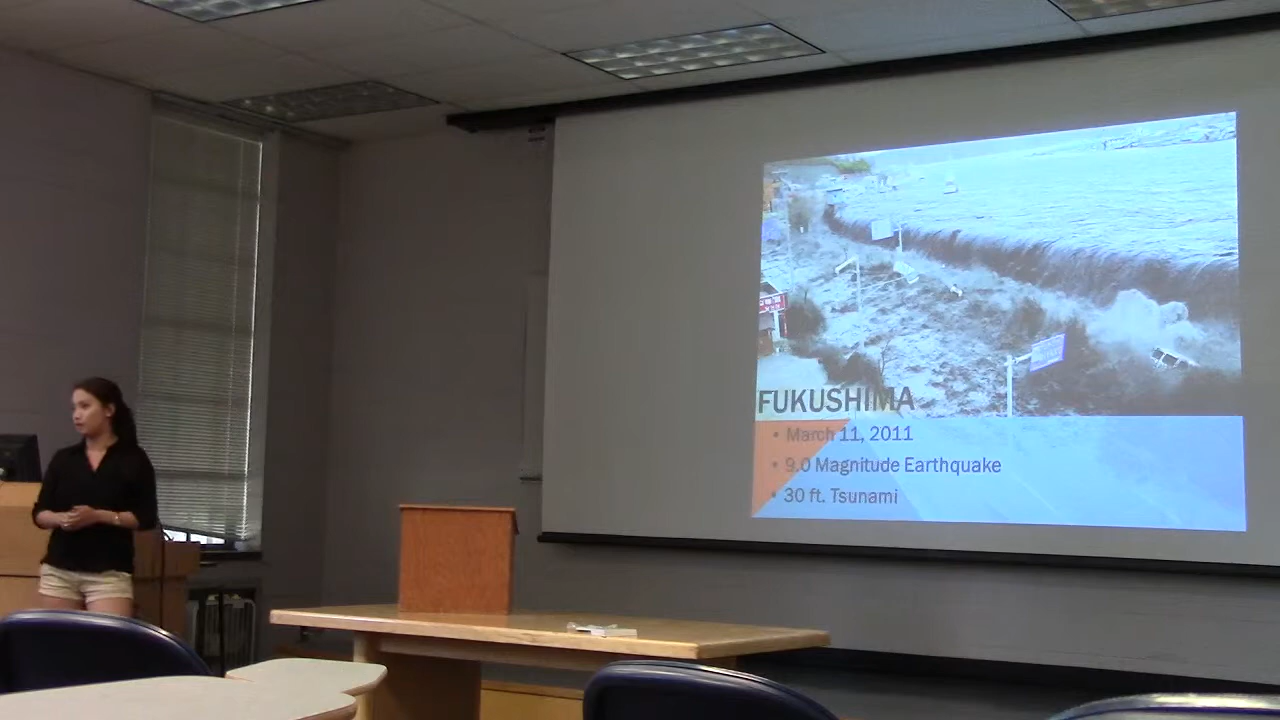 FUKUSHIMA
• March 11, 2011
• 9.0 Magnitude Earthquake
• 30 ft. Tsunami